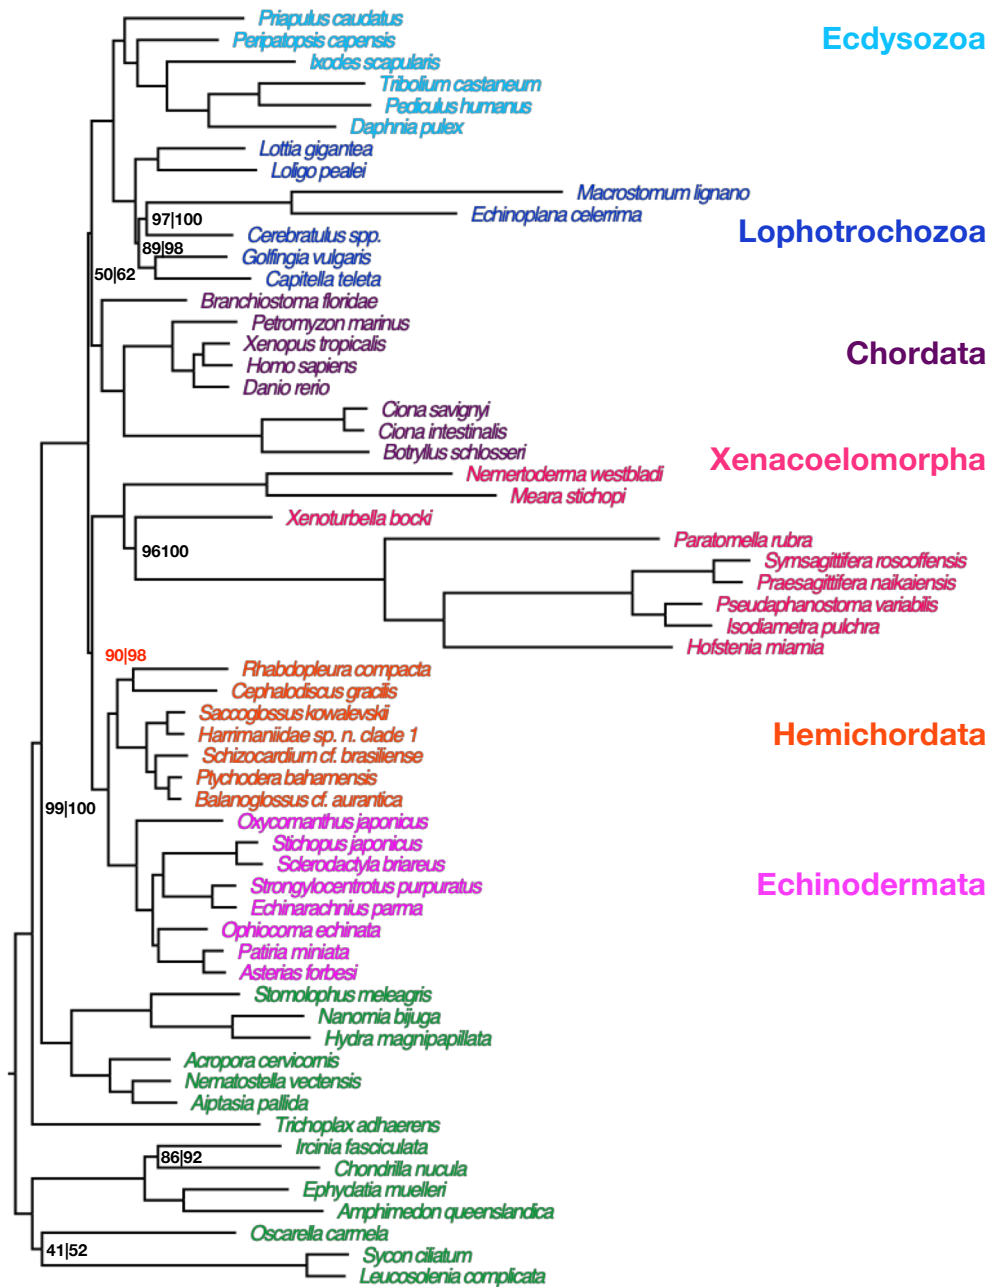 Priapulus caudatus
Ecdysozoa
Peripatopsis capensis
Ixodes scapularis
Tribolium castaneum
Pediculus humanus
Daphnia pulex
Lottia gigantea
Loligo pealei
Macrostomum lignano
Echinoplana celerrima
97|100
Lophotrochozoa
Cerebratulus spp.
89|98
Golfingia vulgaris
50|62
Capitella teleta
Branchiostoma floridae
Petromyzon marinus
Xenopus tropicalis
Chordata
Homo sapiens
Danio rerio
Ciona savignyi
Ciona intestinalis
Botryllus schlosseri
Xenacoelomorpha
Nemertoderma westbladi
Meara stichopi
Xenoturbella bocki
Paratomella rubra
96100
Symsagittifera roscoffensis
Praesagittifera naikaiensis
Pseudaphanostoma variabilis
Isodiametra pulchra
Hofstenia miamia
90|98
Rhabdopleura compacta
Cephalodiscus gracilis
Saccoglossus kowalevskii
Harrimaniidae sp. n. clade 1
Hemichordata
Schizocardium cf. brasiliense
Ptychodera bahamensis
Balanoglossus cf. aurantica
99|100
Oxycomanthus japonicus
Stichopus japonicus
Sclerodactyla briareus
Strongylocentrotus purpuratus
Echinodermata
Echinarachnius parma
Ophiocoma echinata
Patiria miniata
Asterias forbesi
Stomolophus meleagris
Nanomia bijuga
Hydra magnipapillata
Acropora cervicornis
Nematostella vectensis
Aiptasia pallida
Trichoplax adhaerens
Ircinia fasciculata
86|92
Chondrilla nucula
Ephydatia muelleri
Amphimedon queenslandica
Oscarella carmela
41|52
Sycon ciliatum
Leucosolenia complicata